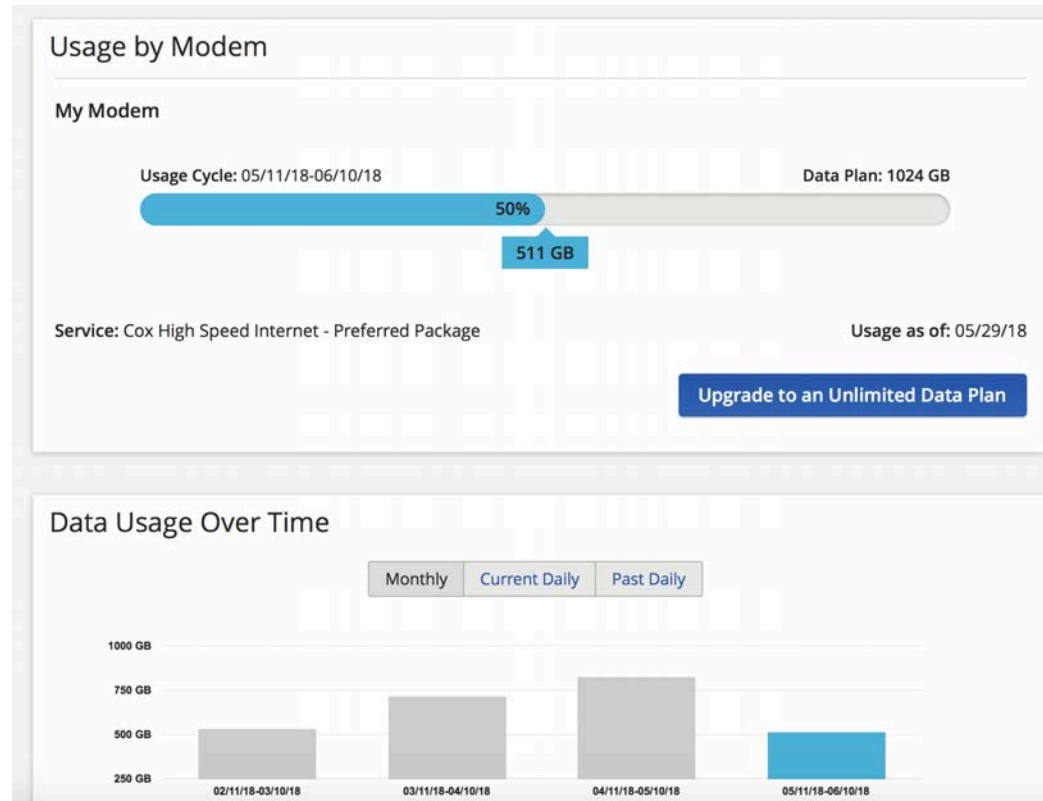 Usage by Modem
My Modem
Usage Cycle: 05/11/18-06/10/18
Data Plan: 1024 GB
50%
511 GB
Service: Cox High Speed Internet - Preferred Package
Usage as of: 05/29/18
Upgrade to an Unlimited Data Plan
Data Usage Over Time
Monthly Current Daily Past Daily
1000 GB
750 GB
500 GB
250 GB
02/11/18-03/10/18 03/11/18-04/10/18 04/11/18-05/10/18 05/11/18-06/10/18